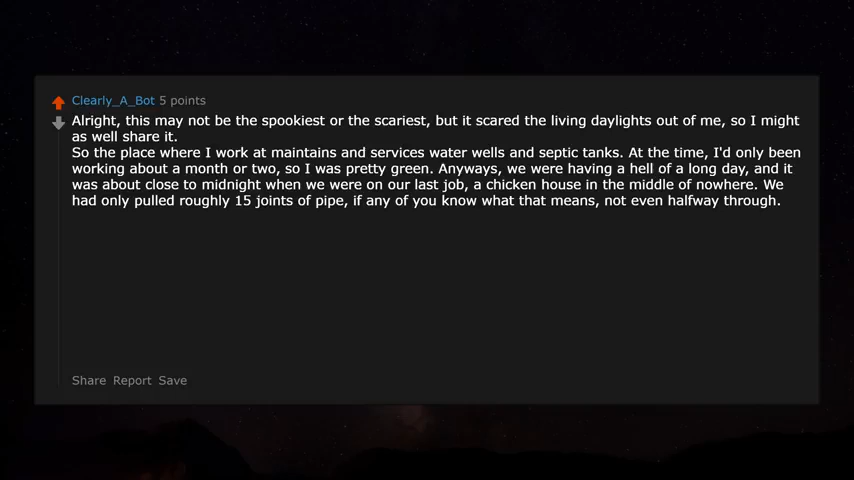 Clearly_A_Bot 5 points
Alright, this may not be the spookiest or the scariest, but it scared the living daylights out of me, so I might
as well share it.
So the place where I work at maintains and services water wells and septic tanks. At the time, I'd only been
working about a month or two, so I was pretty green. Anyways, we were having a hell of a long day, and it
was about close to midnight when we were on our last job, a chicken house in the middle of nowhere. We
had only pulled roughly 15 joints of pipe, if any of you know what that means, not even halfway through.
Share Report Save